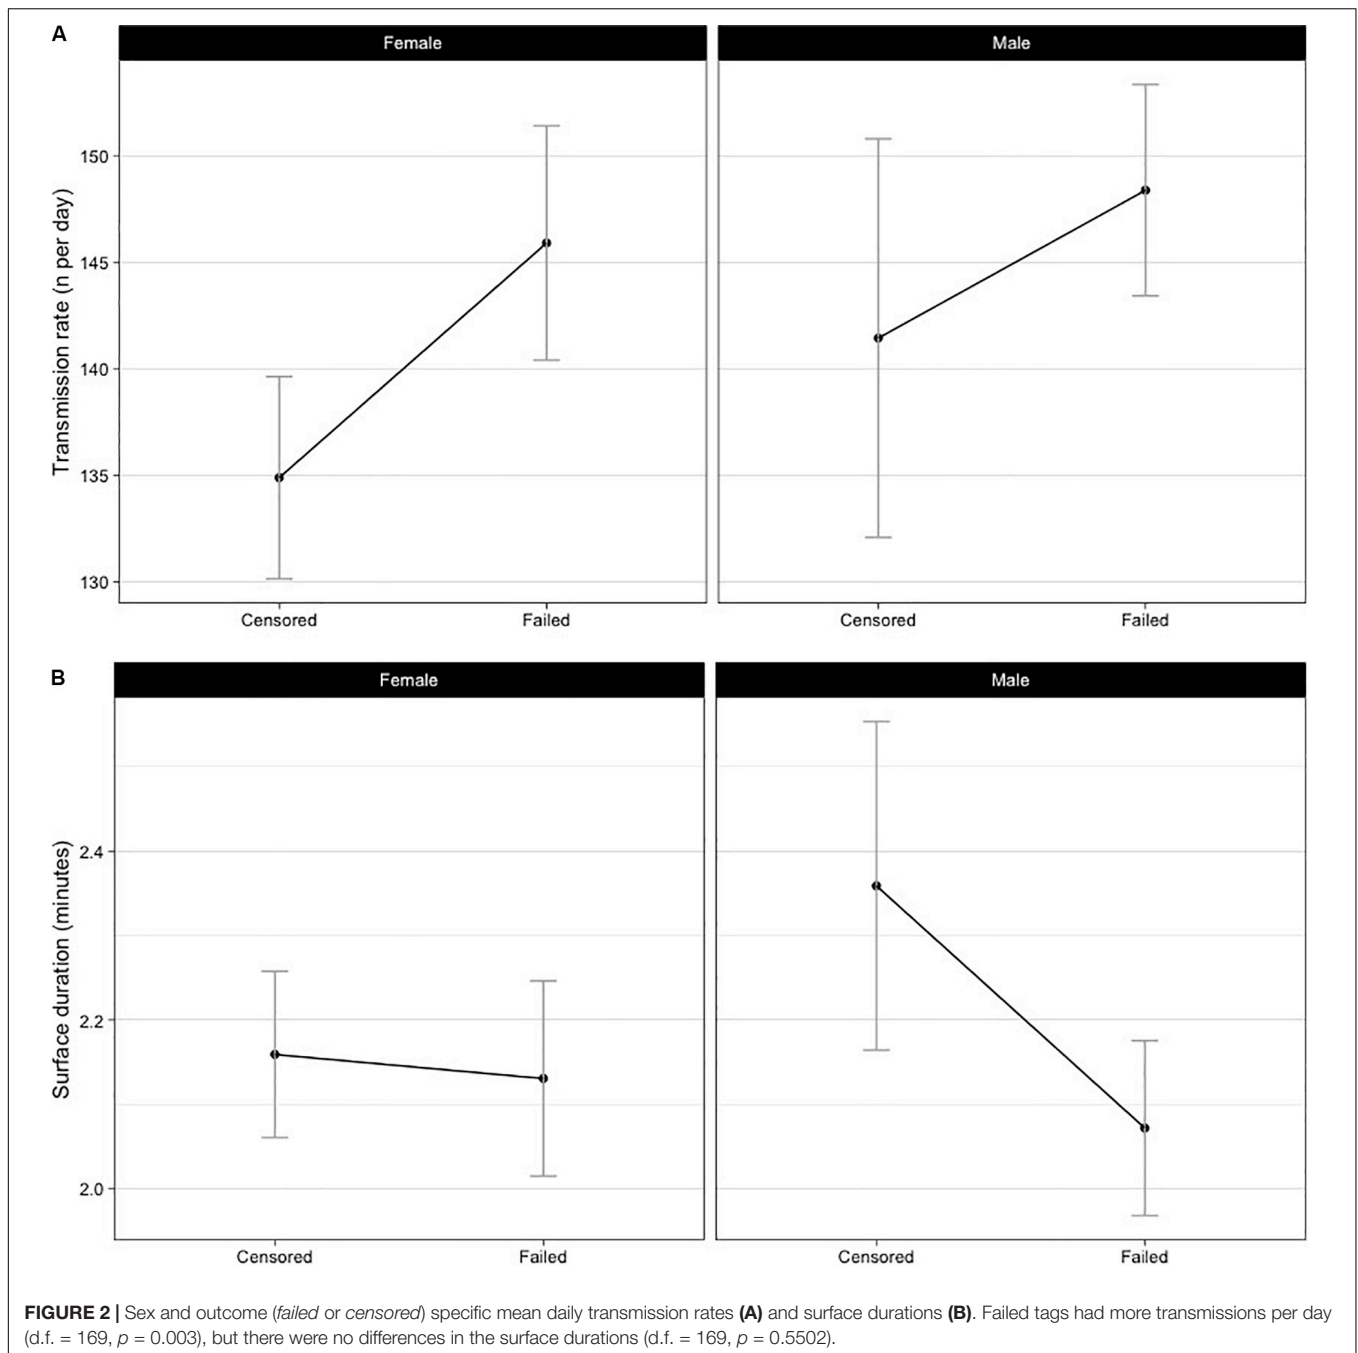 A
Female
Male
Transmission rate (n per day)
150
145
140
135
130
Censored
Failed
Censored
Failed
B
Female
Male
Surface duration (minutes)
2.4
2.2
2.0
Censored
Failed
Censored
Failed
FIGURE 2 | Sex and outcome (failed or censored) specific mean daily transmission rates (A) and surface durations (B). Failed tags had more transmissions per day
(d.f. = 169, p = 0.003), but there were no differences in the surface durations (d.f. = 169, p = 0.5502).